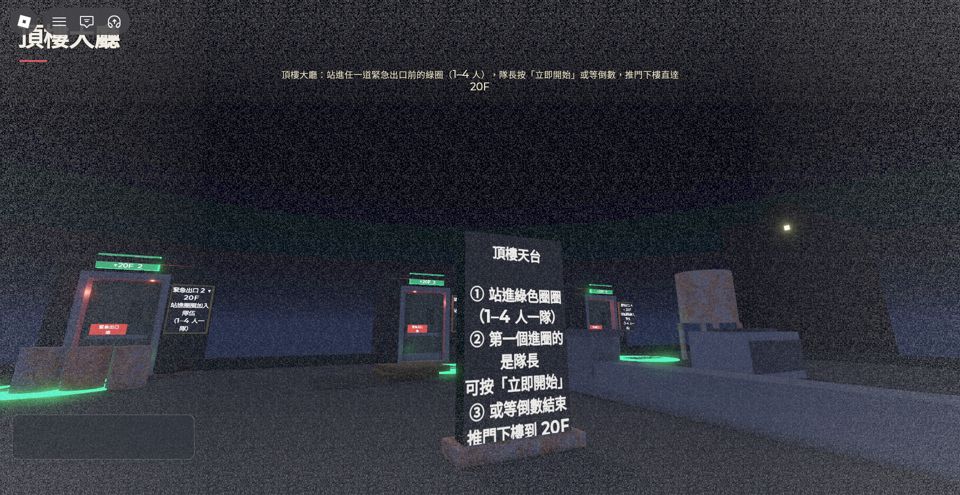 頂樓大廳
頂樓大廳：站進任一道緊急出口前的綠圈（1–4 人），隊長按「立即開始」或等倒數，推門下樓直達
20F
頂樓天台
① 站進綠色圈圈
（1–4 人一隊）
② 第一個進圈的
是隊長
可按「立即開始」
③ 或等倒數結束
推門下樓到 20F
緊急出口 2
20F
站進圈圈加入
隊伍
（1–4 人一
隊）
緊急出口